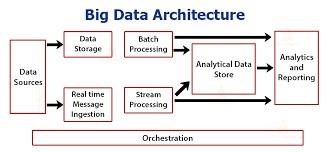 Big Data Architecture
Data
Sources
Data
Storage
Real time
Message
Ingestion
Batch
Processing
Stream
Processing
Analytical Data
Store
Analytics
and
Reporting
Orchestration